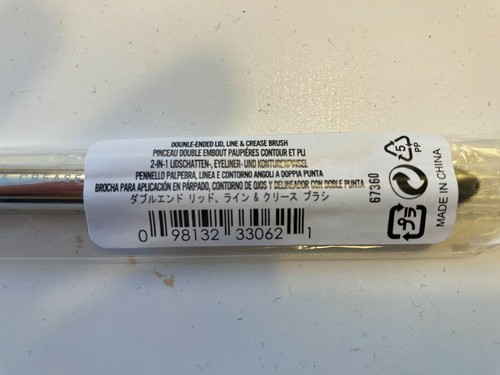 DOUNLE-ENDED LID, LINE & CREASE BRUSH
PINCEAU DOUBLE EMBOUT PAUPIÈRES CONTOUR ET PLI
2-IN-1 LIDSCHATTEN-, EYELINER- UND KONTURENPINSEL
PENNELLO PALPEBRA, LINEA E CONTORNO ANGOLI A DOPPIA PUNTA
BROCHA PARA APLICACIÓN EN PÁRPADO, CONTORNO DE OJOS Y DELINEADOR CON DOBLE PUNTA
ダブルエンド リッド、ライン & クリース ブラシ
0 98132 33062 1
67360
5
PP
プラ
MADE IN CHINA